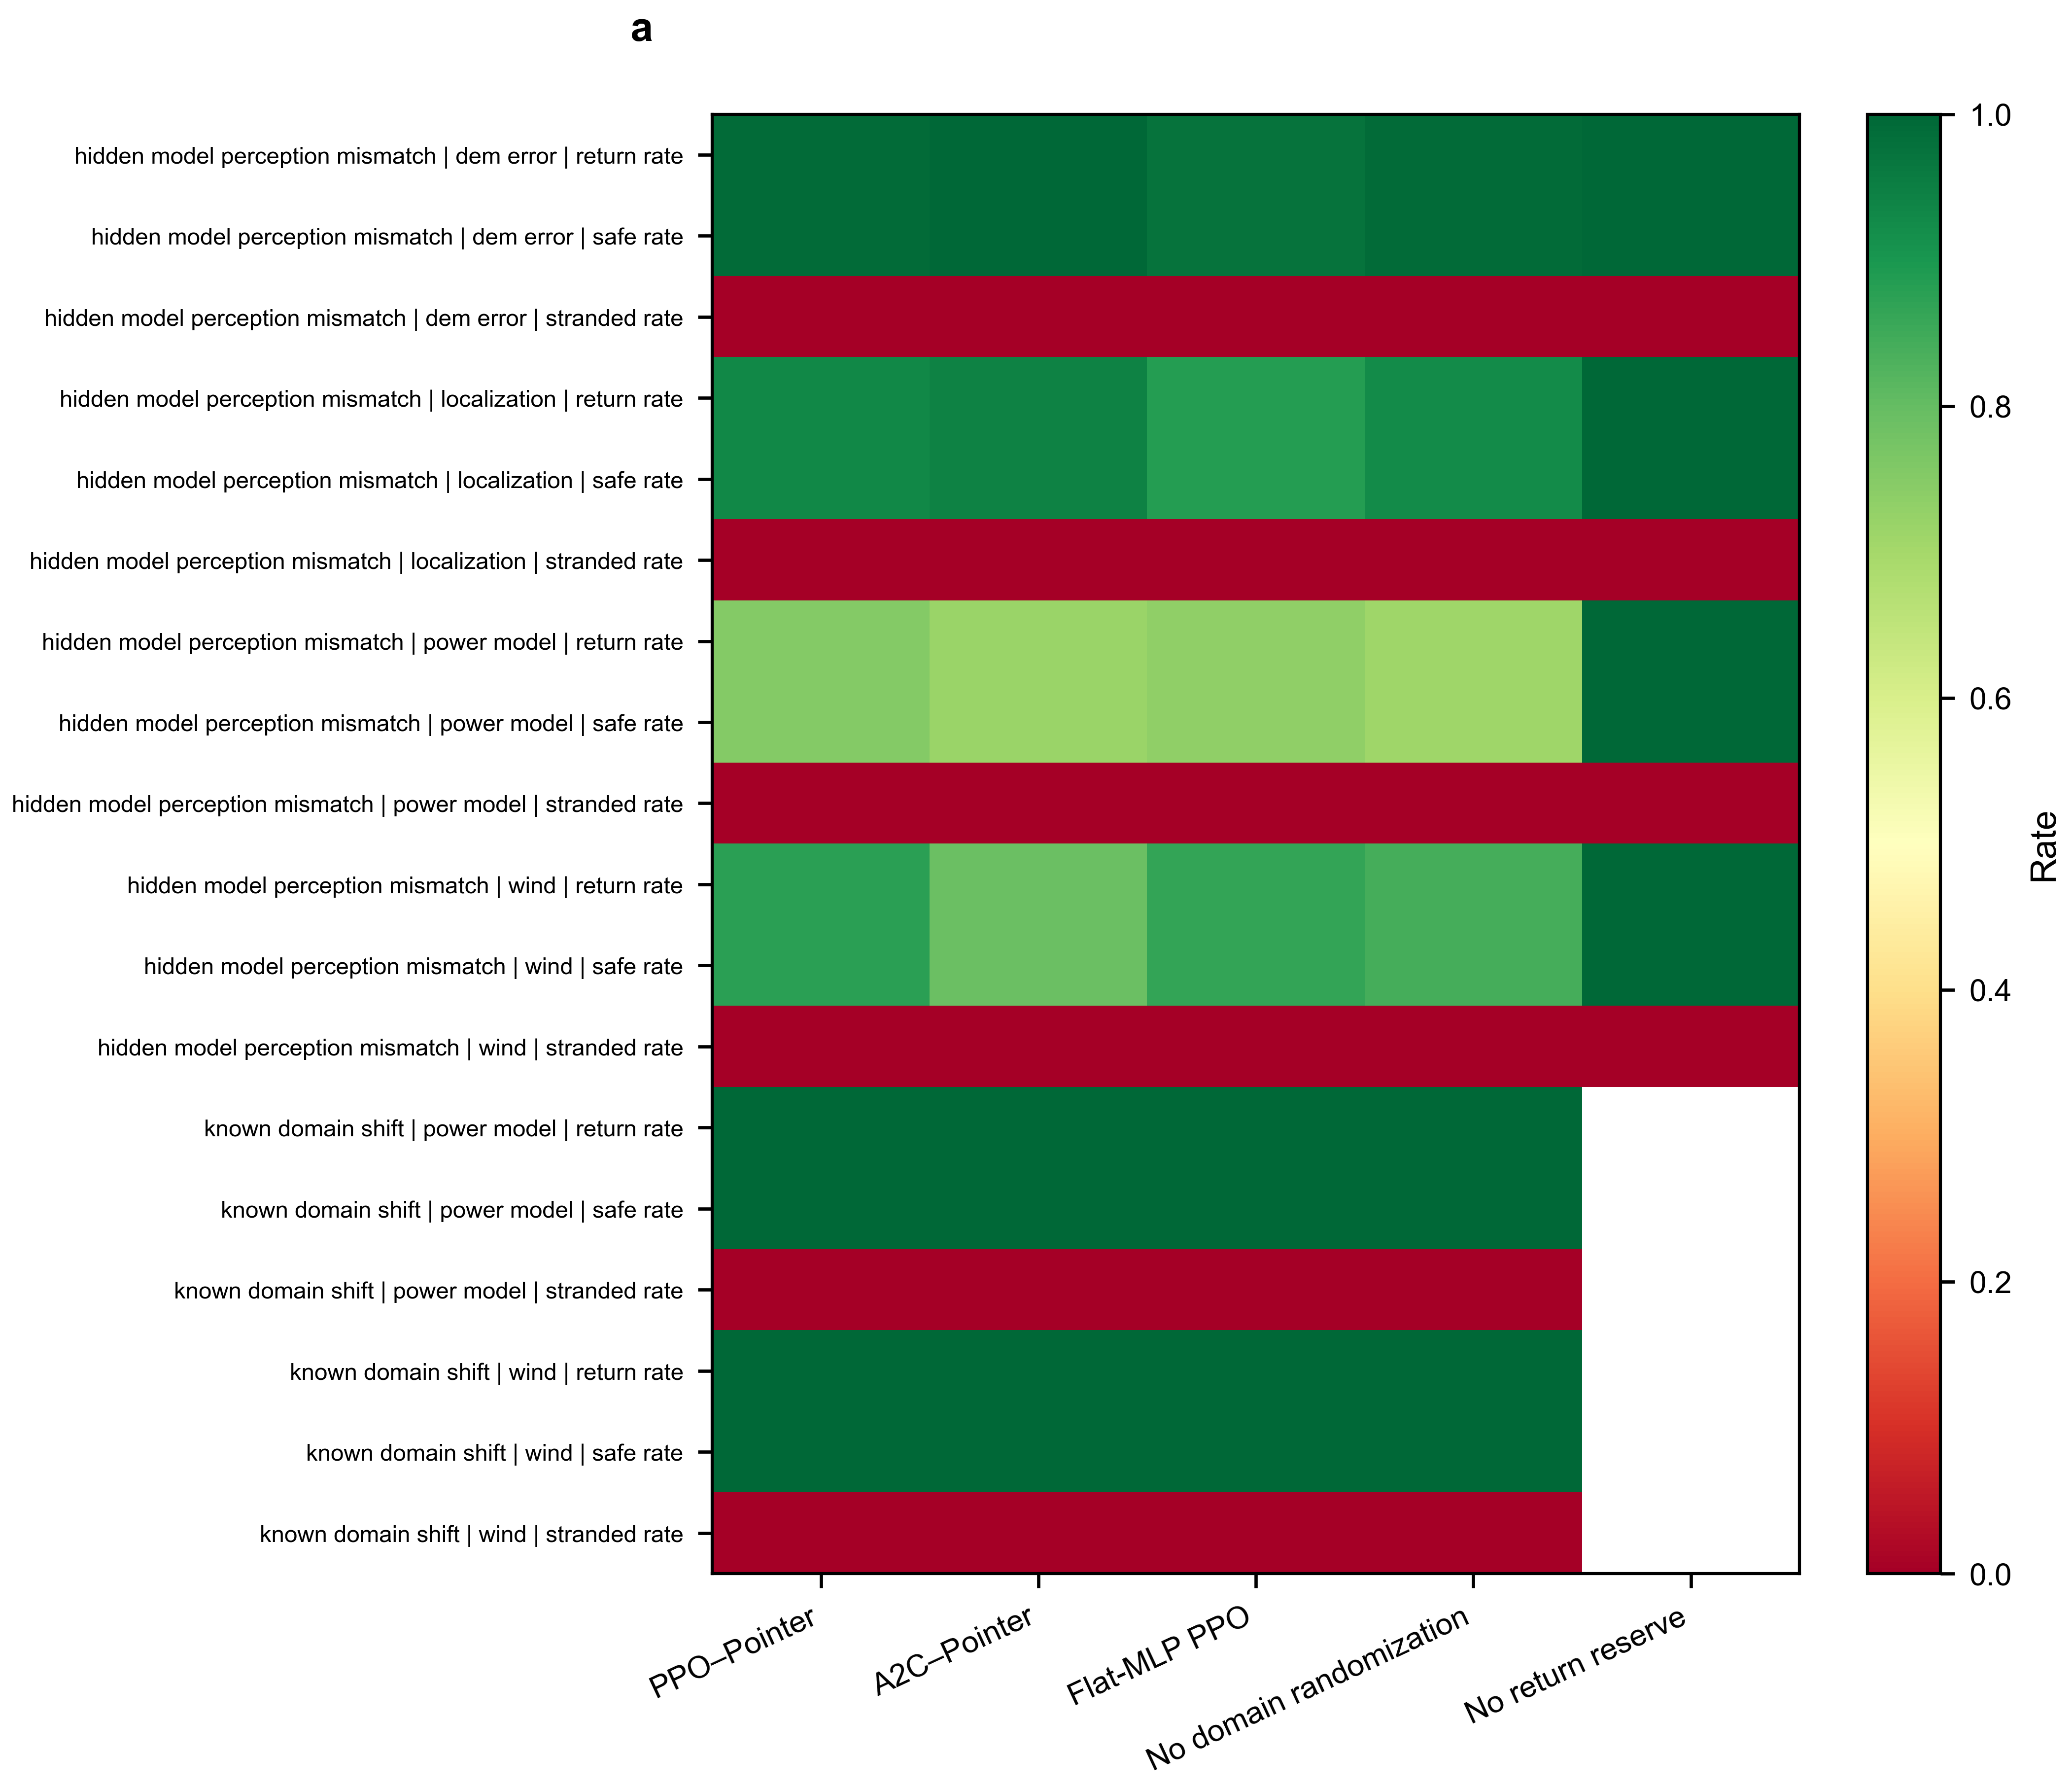 a
hidden model perception mismatch | dem error | return rate
hidden model perception mismatch | dem error | safe rate
hidden model perception mismatch | dem error | stranded rate
hidden model perception mismatch | localization | return rate
hidden model perception mismatch | localization | safe rate
hidden model perception mismatch | localization | stranded rate
hidden model perception mismatch | power model | return rate
hidden model perception mismatch | power model | safe rate
hidden model perception mismatch | power model | stranded rate
hidden model perception mismatch | wind | return rate
hidden model perception mismatch | wind | safe rate
hidden model perception mismatch | wind | stranded rate
known domain shift | power model | return rate
known domain shift | power model | safe rate
known domain shift | power model | stranded rate
known domain shift | wind | return rate
known domain shift | wind | safe rate
known domain shift | wind | stranded rate
PPO–Pointer
A2C–Pointer
Flat-MLP PPO
No domain randomization
No return reserve
1.0
0.8
0.6
0.4
0.2
0.0
Rate